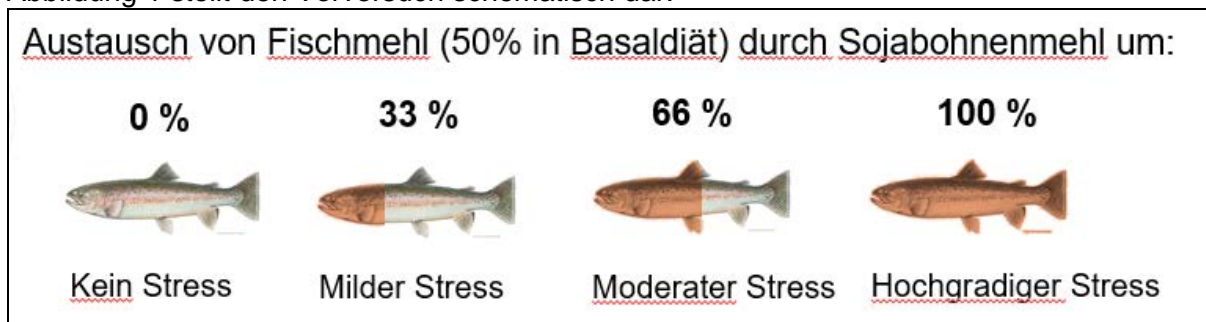 Austausch von Fischmehl (50% in Basaldiät) durch Sojabohnenmehl um:
0 % 33 % 66 % 100 %
Kein Stress Milder Stress Moderater Stress Hochgradiger Stress